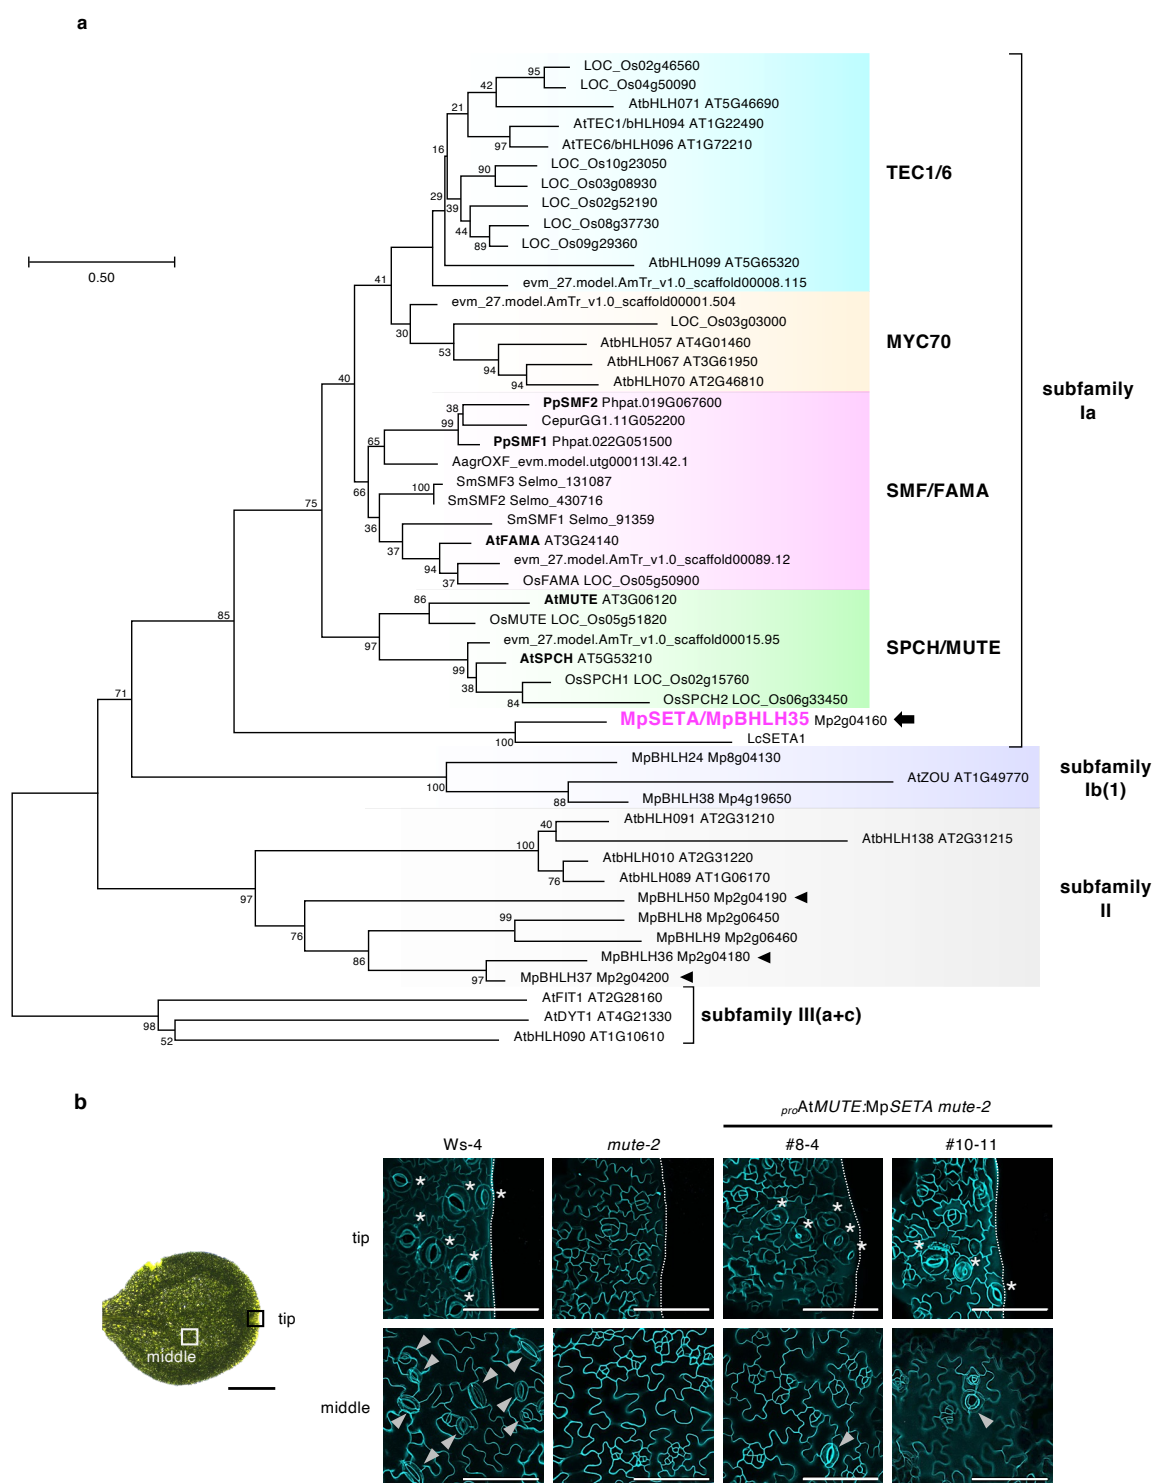 a
LOC_Os02g46560
95
LOC_Os04g50090
42
AtbHLH071 AT5G46690
21
AtTEC1/bHLH094 AT1G22490
AtTEC6/bHLH096 AT1G72210
97
16
LOC_Os10g23050
90
LOC_Os03g08930
TEC1/6
29
39
LOC_Os02g52190
LOC_Os08g37730
44
LOC_Os09g29360
89
AtbHLH099 AT5G65320
0.50
41
evm_27.model.AmTr_v1.0_scaffold00008.115
evm_27.model.AmTr_v1.0_scaffold00001.504
LOC_Os03g03000
30
AtbHLH057 AT4G01460
MYC70
53
AtbHLH067 AT3G61950
94
AtbHLH070 AT2G46810
94
40
subfamily
Ia
PpSMF2 Phpat.019G067600
38
CepurGG1.11G052200
99
PpSMF1 Phpat.022G051500
65
AagrOXF_evm.model.utg000113l.42.1
SmSMF3 Selmo_131087
100
66
SMF/FAMA
SmSMF2 Selmo_430716
75
SmSMF1 Selmo_91359
36
AtFAMA AT3G24140
37
evm_27.model.AmTr_v1.0_scaffold00089.12
94
OsFAMA LOC_Os05g50900
37
AtMUTE AT3G06120
86
OsMUTE LOC_Os05g51820
85
evm_27.model.AmTr_v1.0_scaffold00015.95
97
SPCH/MUTE
AtSPCH AT5G53210
99
OsSPCH1 LOC_Os02g15760
38
OsSPCH2 LOC_Os06g33450
84
71
MpSETA/MpBHLH35 Mp2g04160
LcSETA1
100
MpBHLH24 Mp8g04130
subfamily
Ib(1)
AtZOU AT1G49770
100
MpBHLH38 Mp4g19650
88
AtbHLH091 AT2G31210
40
AtbHLH138 AT2G31215
100
AtbHLH010 AT2G31220
AtbHLH089 AT1G06170
76
subfamily
II
MpBHLH50 Mp2g04190
97
MpBHLH8 Mp2g06450
99
MpBHLH9 Mp2g06460
76
MpBHLH36 Mp2g04180
86
MpBHLH37 Mp2g04200
97
AtFIT1 AT2G28160
subfamily III(a+c)
AtDYT1 AT4G21330
98
AtbHLH090 AT1G10610
52
b
proAtMUTE:MpSETA mute-2
Ws-4 mute-2 #8-4 #10-11
tip
* * * * * * *
* * * * *
* * *
tip
middle
middle